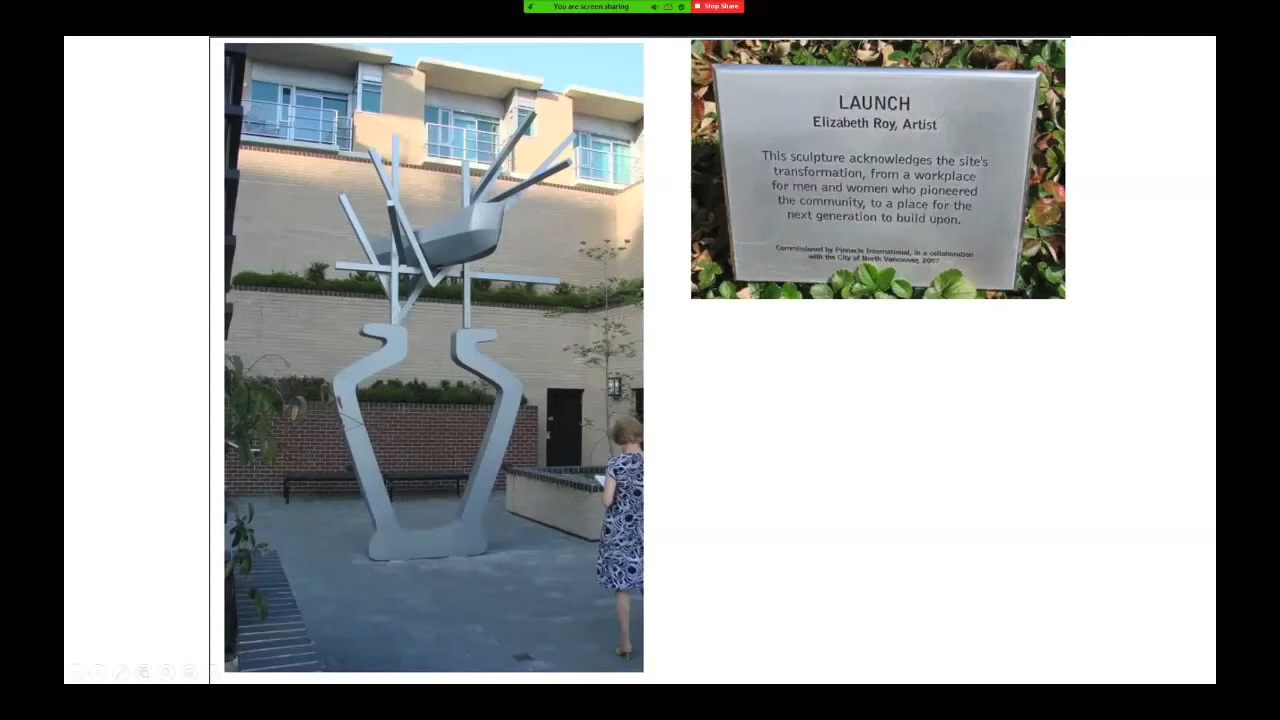 You are screen sharing
Stop Share
LAUNCH
Elizabeth Roy, Artist
This sculpture acknowledges the site's
transformation, from a workplace
for men and women who pioneered
the community, to a place for the
next generation to build upon.
Commissioned by Pinnacle International, in a collaboration
with the City of North Vancouver, 2007